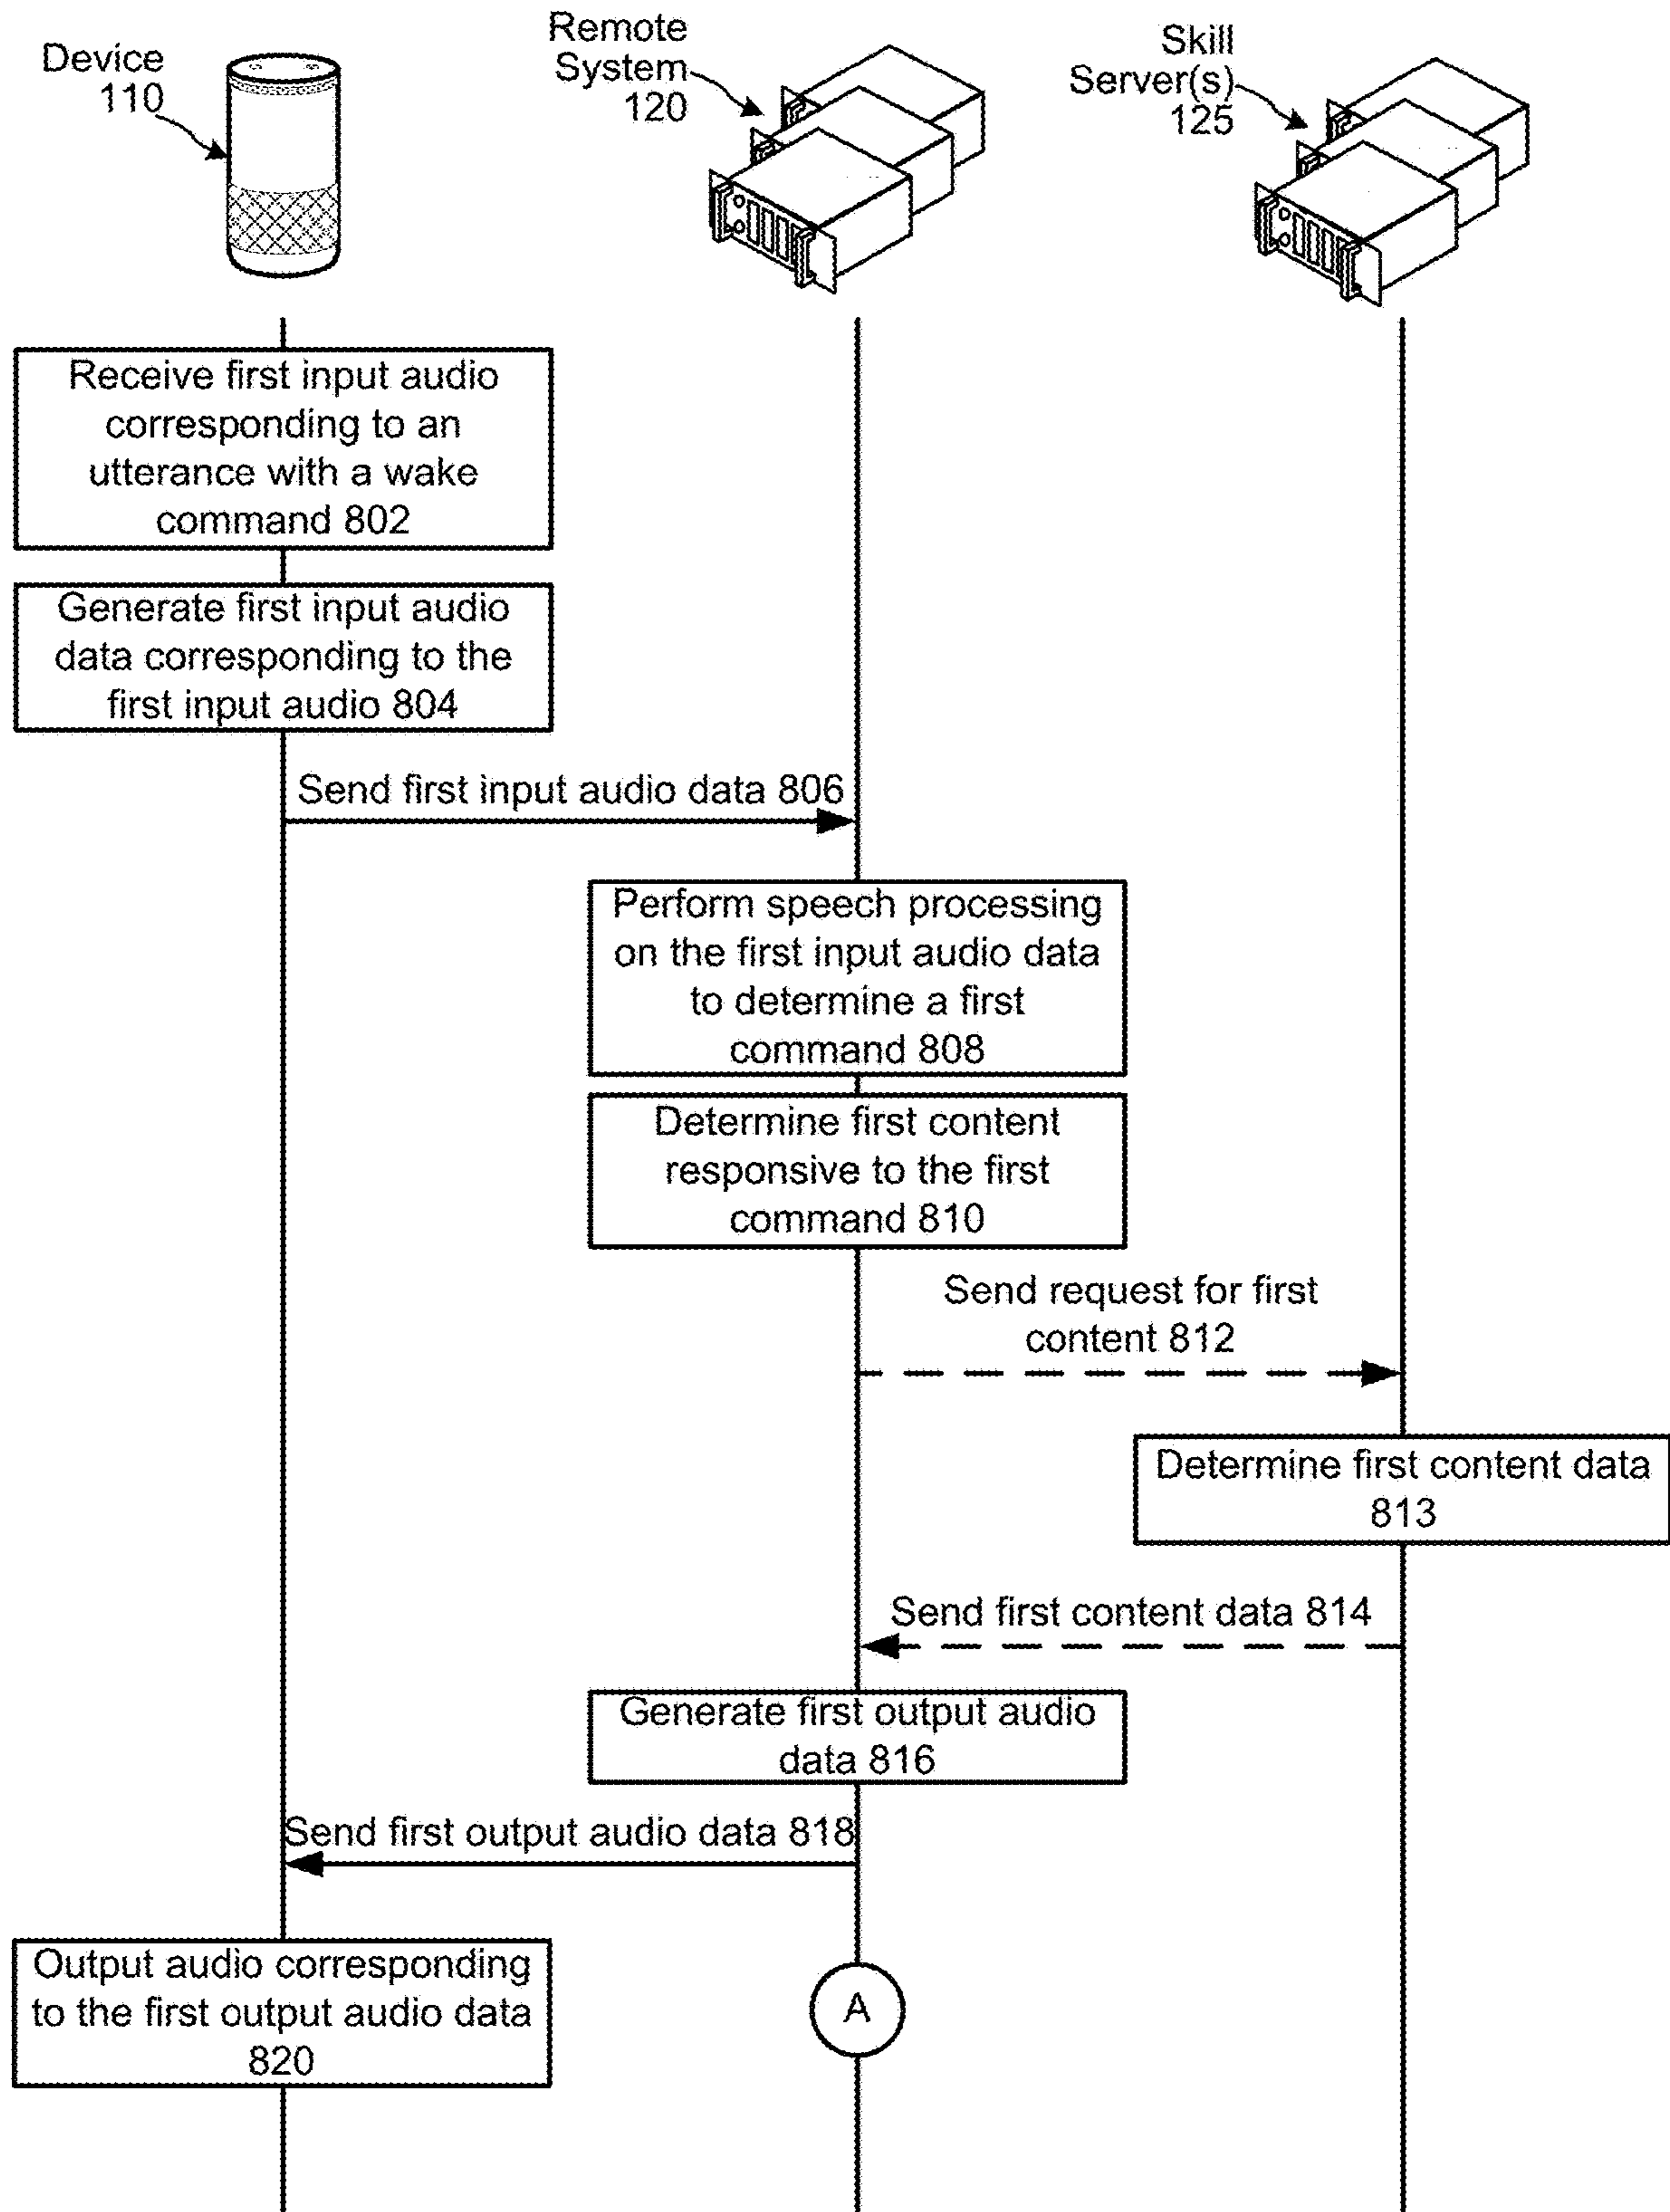 Device
110
Remote
System
120
Skill
Server(s)
125
Receive first input audio
corresponding to an
utterance with a wake
command 802
Generate first input audio
data corresponding to the
first input audio 804
Send first input audio data 806
Perform speech processing
on the first input audio data
to determine a first
command 808
Determine first content
responsive to the first
command 810
Send request for first
content 812
Determine first content data
813
Send first content data 814
Generate first output audio
data 816
Send first output audio data 818
Output audio corresponding
to the first output audio data
820
A